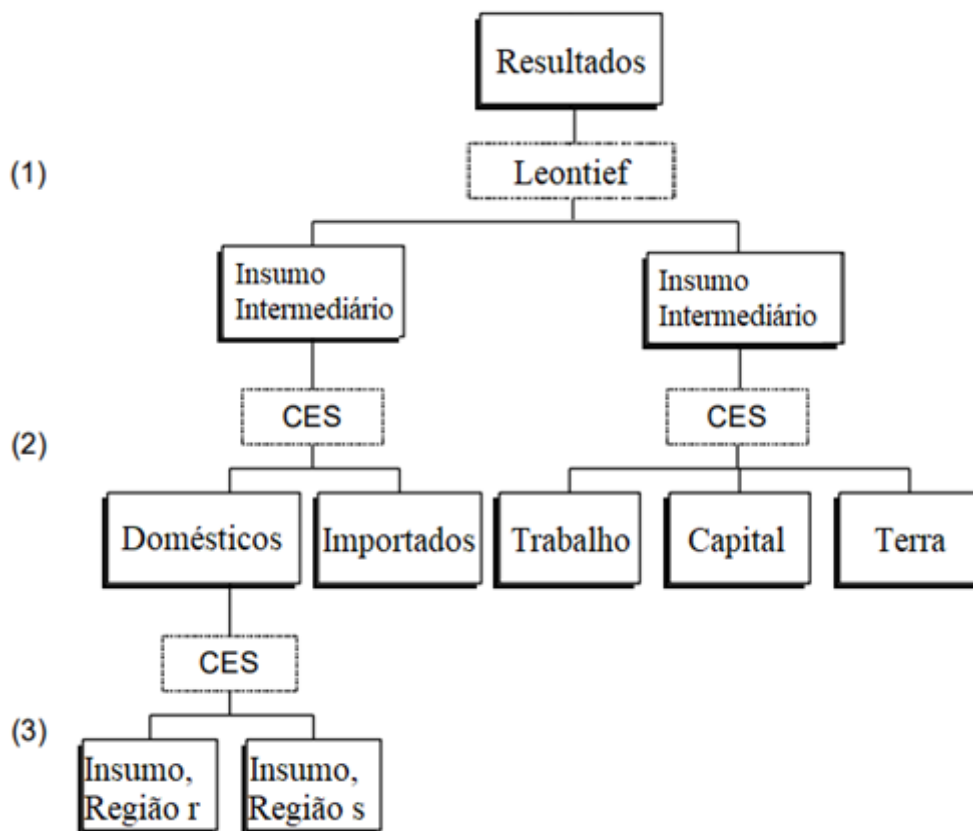 Resultados
(1)
Leontief
Insumo
Intermediário
Insumo
Intermediário
CES
CES
(2)
Domésticos
Importados
Trabalho
Capital
Terra
CES
(3)
Insumo,
Região r
Insumo,
Região s